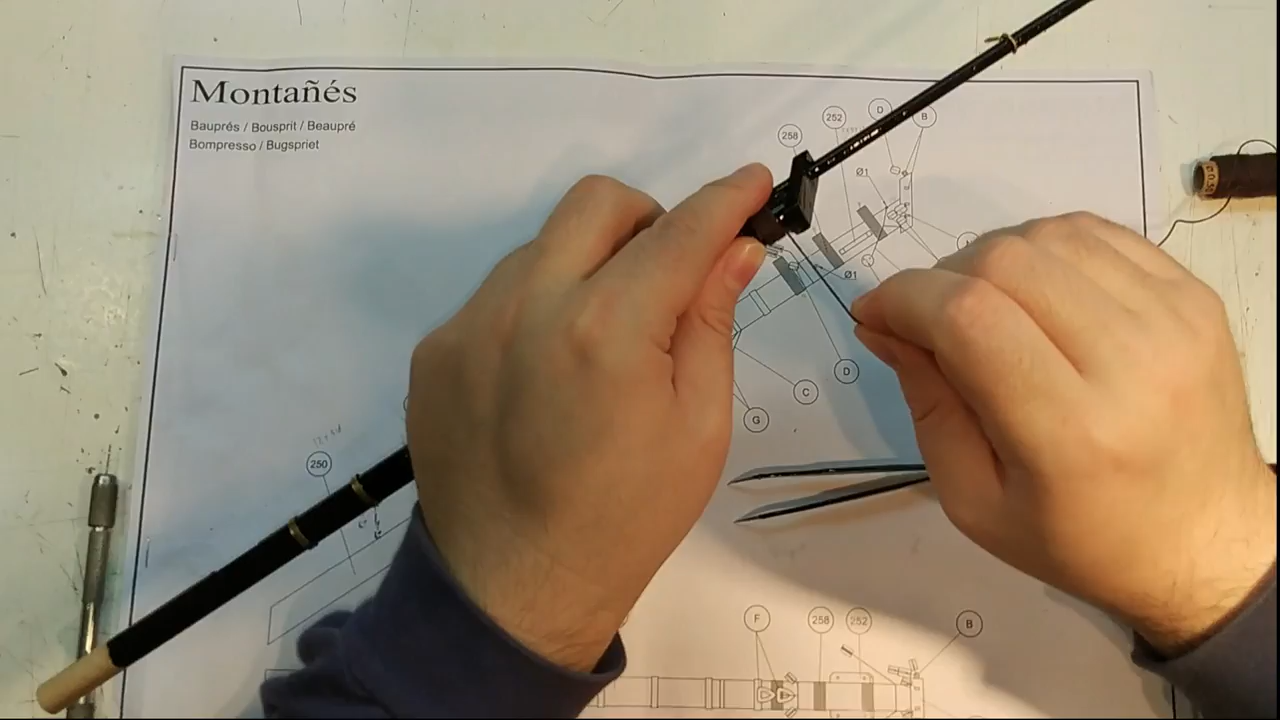 Montañés
Bauprés / Bousprit / Beaupré
Bompresso / Bugspriet
258
252
D
B
Ø1
Ø1
D
C
G
250
F
258
252
B